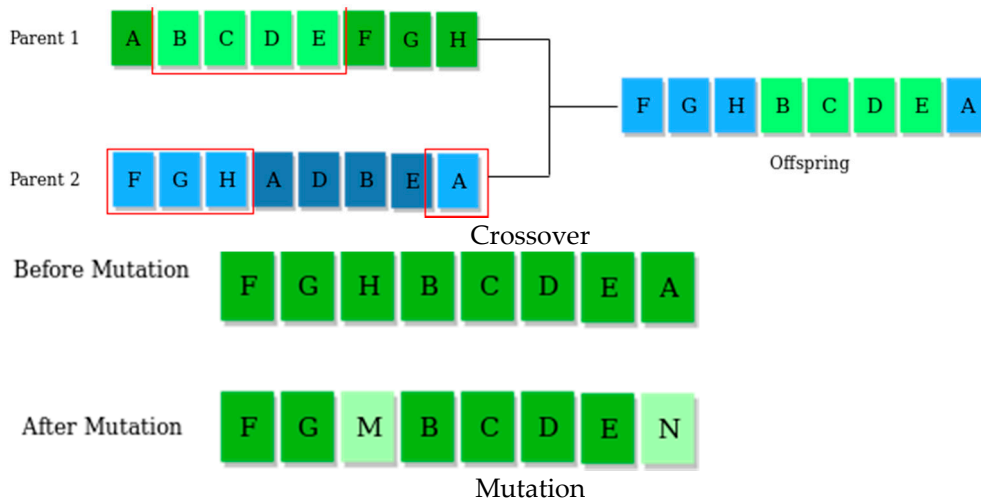 Parent 1 A B C D E F G H
F G H B C D E A
Offspring
Parent 2 F G H A D B E A
Crossover
Before Mutation F G H B C D E A
After Mutation F G M B C D E N
Mutation